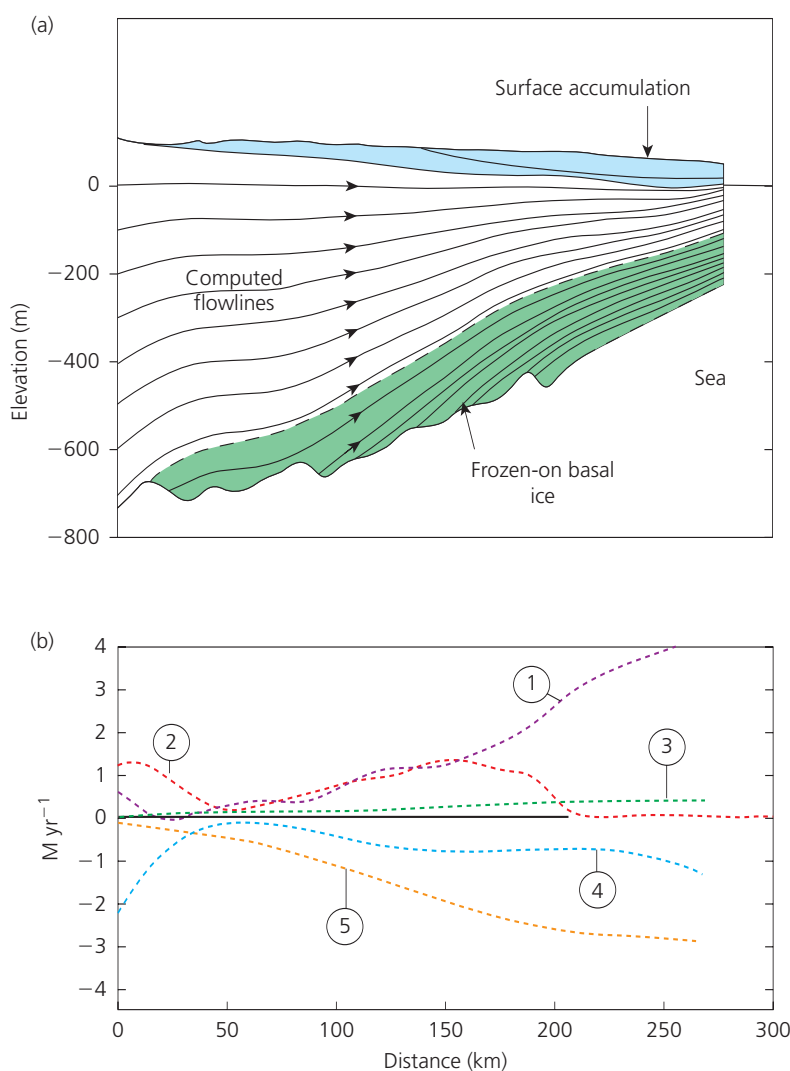 (a)
Surface accumulation
0
−200
−400
−600
−800
Elevation (m)
Computed
flowlines
Sea
Frozen-on basal
ice
(b)
4
3
2
1
0
−1
−2
−3
−4
M yr−1
1
2
3
4
5
0
50
100
150
200
250
300
Distance (km)